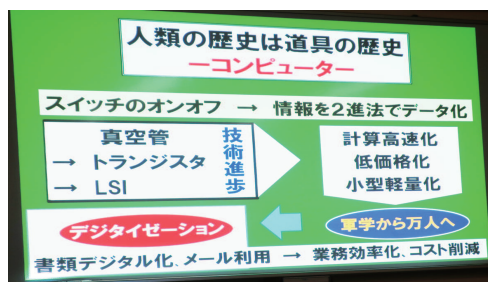 人類の歴史は道具の歴史
ーコンピューター
スイッチのオンオフ → 情報を2進法でデータ化
真空管
→ トランジスタ
→ LSI
技術進歩
計算高速化
低価格化
小型軽量化
軍学から万人へ
デジタイゼーション
書類デジタル化、メール利用 → 業務効率化、コスト削減